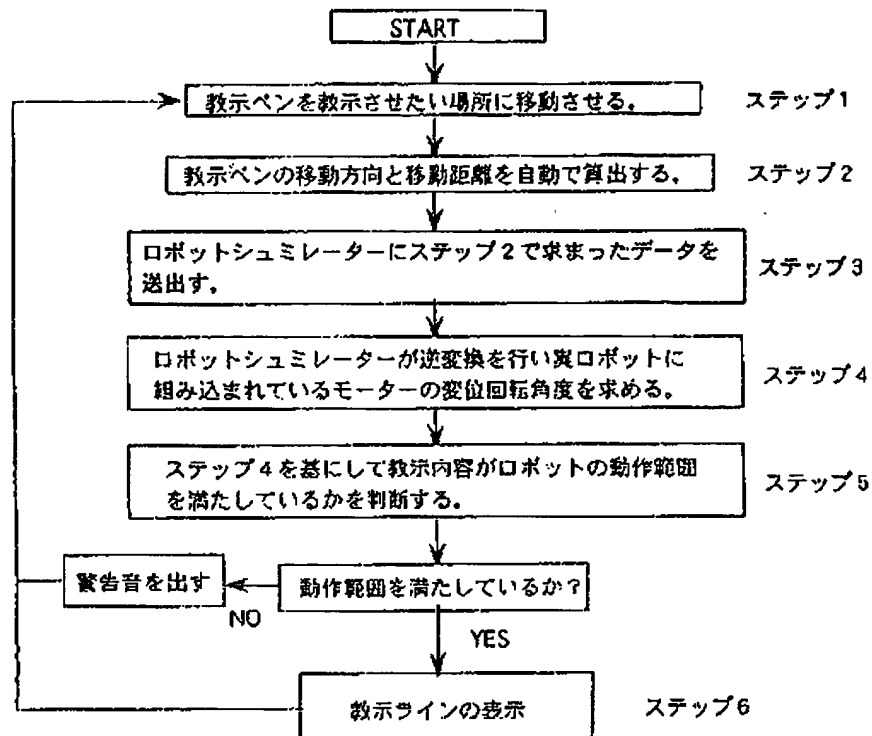 START
教示ペンを教示させたい場所に移動させる。
ステップ1
教示ペンの移動方向と移動距離を自動で算出する。
ステップ2
ロボットシュミレーターにステップ2で求まったデータを
送出す。
ステップ3
ロボットシュミレーターが逆変換を行い実ロボットに
組み込まれているモーターの変位回転角度を求める。
ステップ4
ステップ4を基にして教示内容がロボットの動作範囲
を満たしているかを判断する。
ステップ5
警告音を出す
動作範囲を満たしているか?
NO
YES
教示ラインの表示
ステップ6